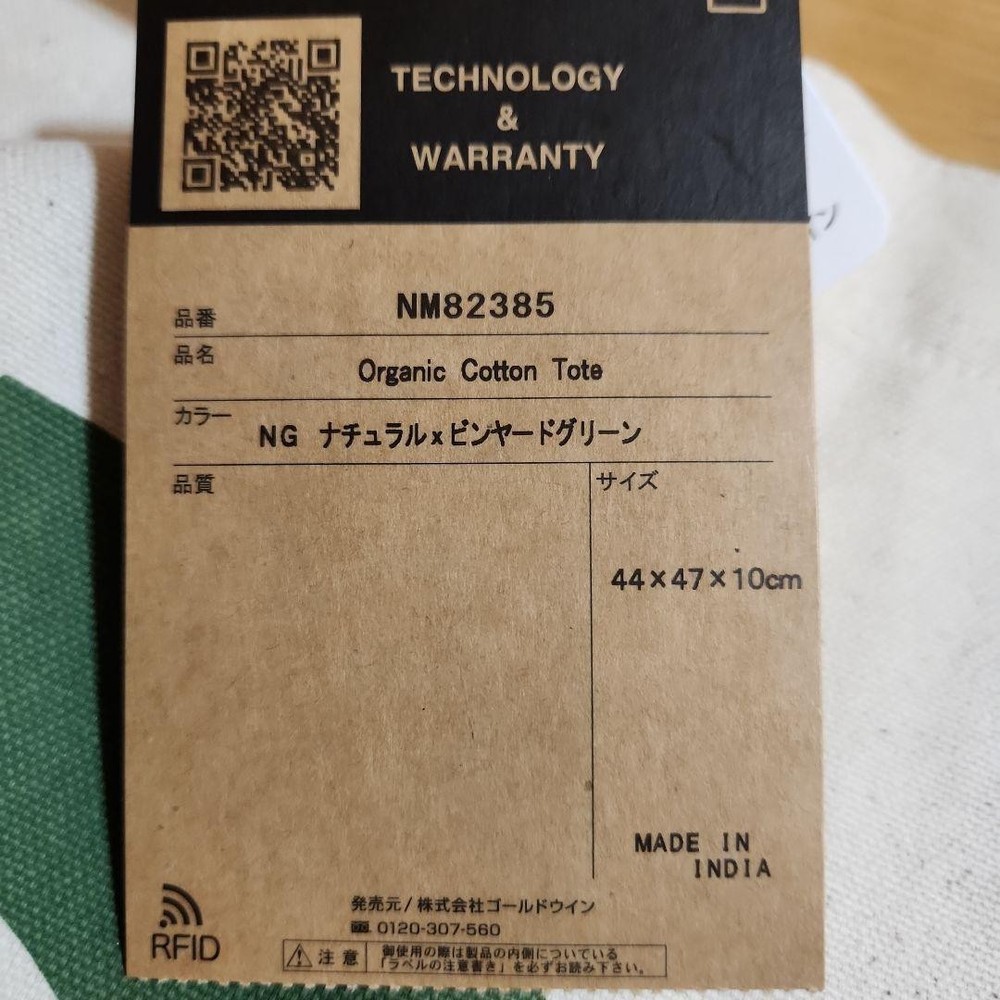 TECHNOLOGY
&
WARRANTY
品番 NM82385
品名 Organic Cotton Tote
カラー NG ナチュラルxビンヤードグリーン
品質
サイズ
44×47×10cm
MADE IN
INDIA
発売元/株式会社ゴールドウイン
0120-307-560
RFID
注意
御使用の際は製品の内側についている
「ラベルの注意書き」を必ずお読み下さい。
ン